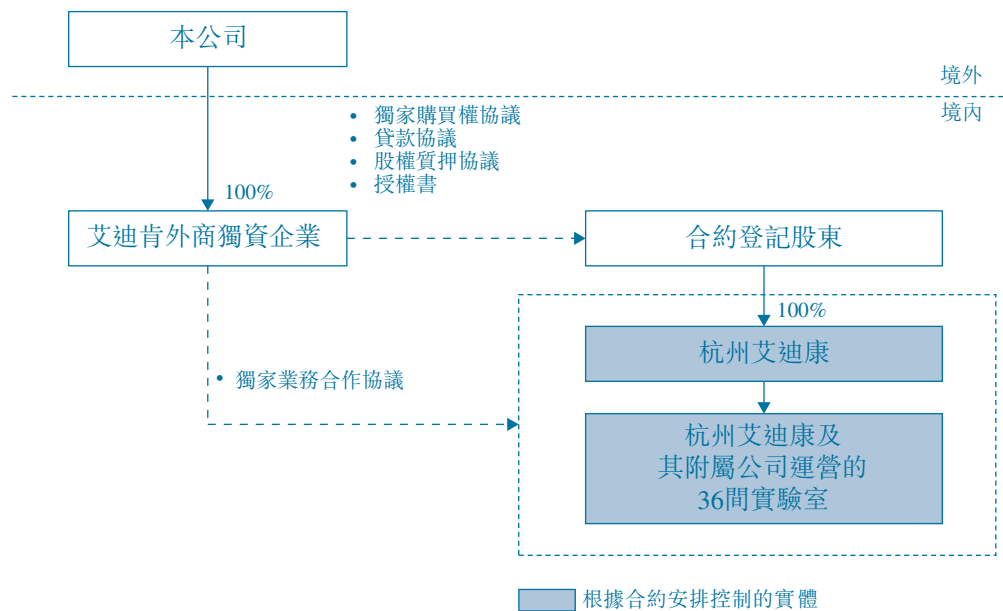 本公司
境外
境內
• 獨家購買權協議
• 貸款協議
• 股權質押協議
• 授權書
100%
艾迪肯外商獨資企業
合約登記股東
100%
杭州艾迪康
• 獨家業務合作協議
杭州艾迪康及
其附屬公司運營的
36間實驗室
根據合約安排控制的實體